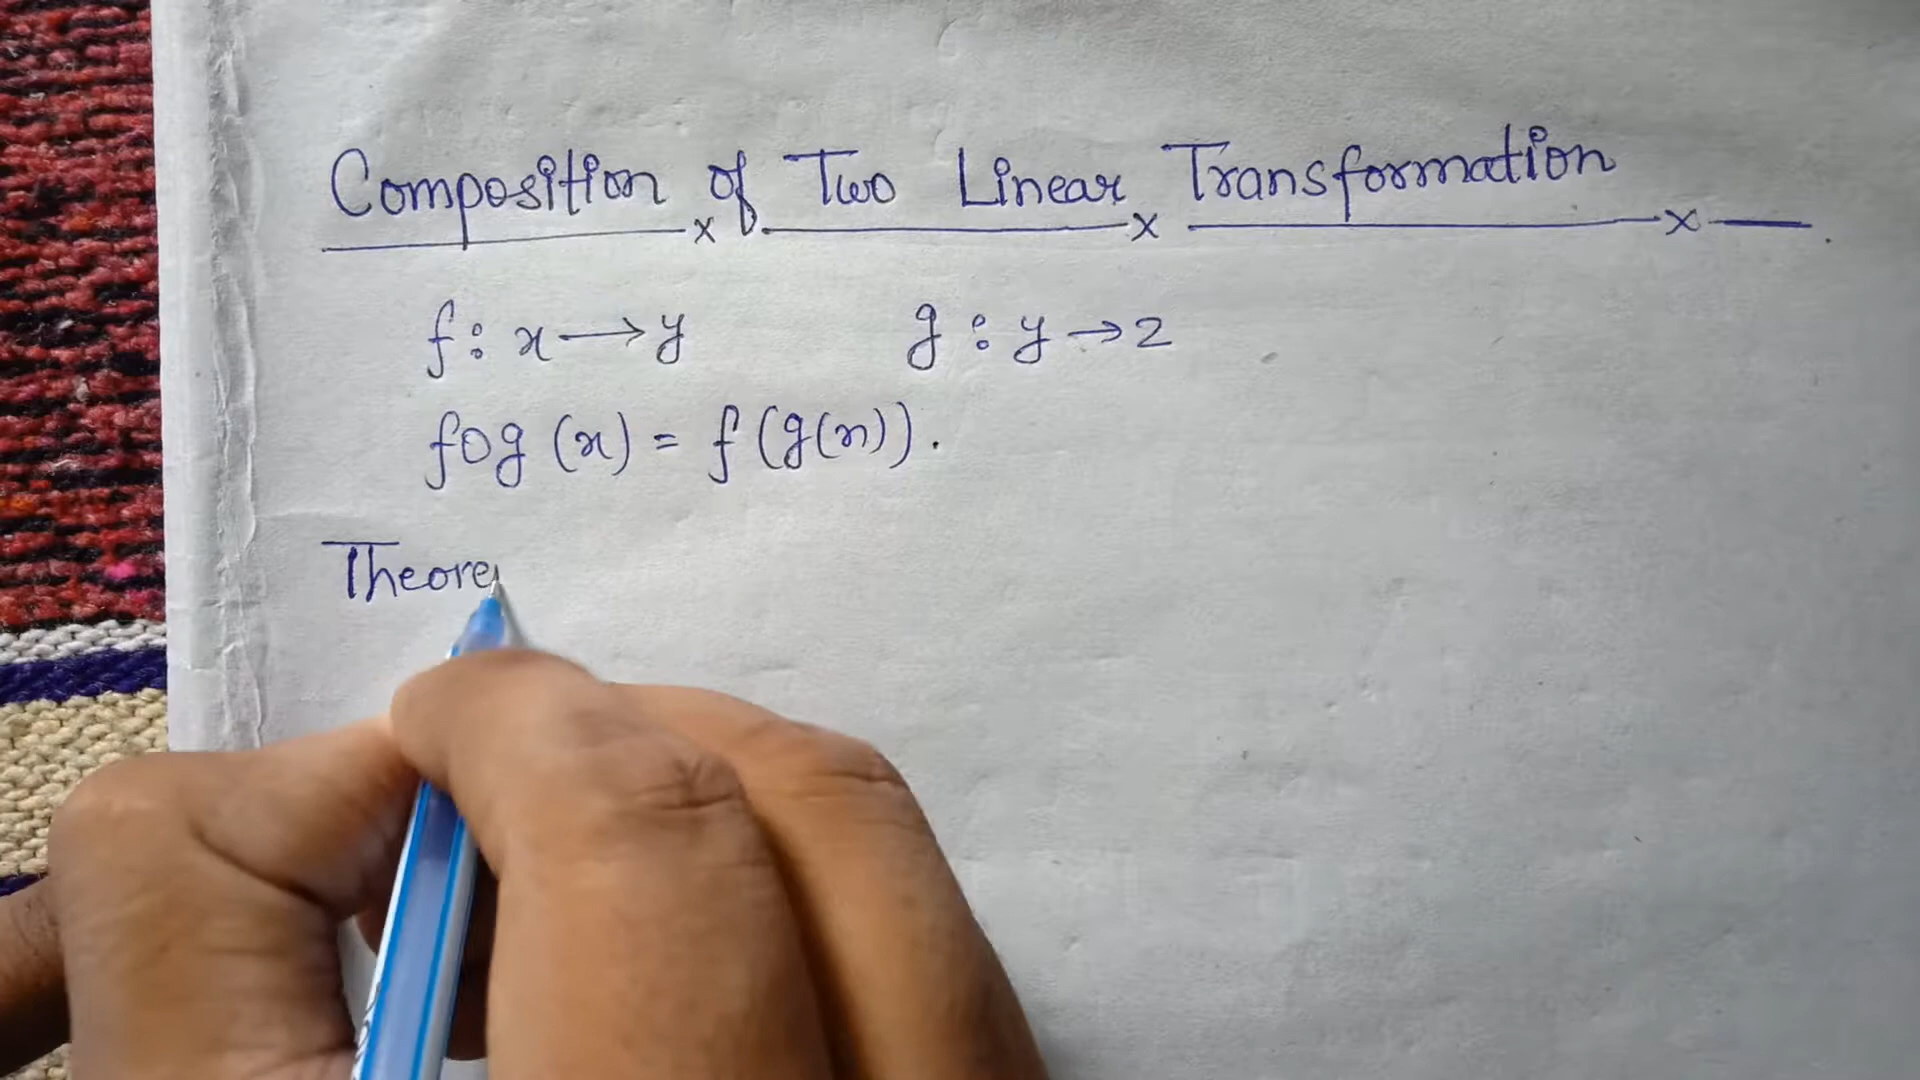 Composition of Two Linear Transformation
f : x → y g : y → z
fog (x) = f (g(x)).
Theore